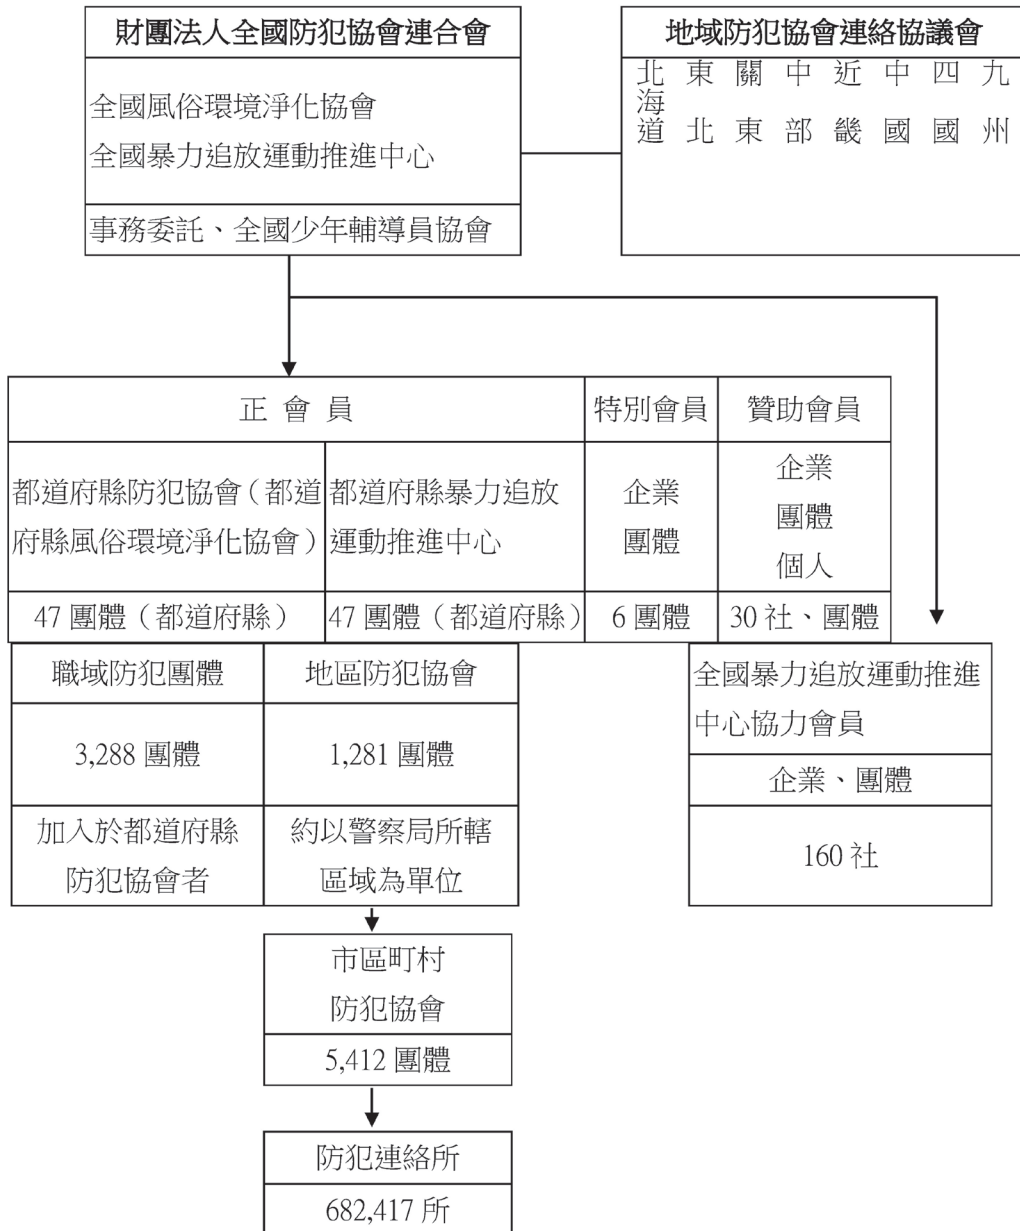 財團法人全國防犯協會連合會
全國風俗環境淨化協會
全國暴力追放運動推進中心
事務委託、全國少年輔導員協會
地域防犯協會連絡協議會
北海道 東北 關東 中部 近畿 中國 四國 九州
正會員
特別會員
贊助會員
都道府縣防犯協會（都道
府縣風俗環境淨化協會）
都道府縣暴力追放
運動推進中心
企業
團體
企業
團體
個人
47 團體（都道府縣）
47 團體（都道府縣）
6 團體
30 社、團體
職域防犯團體
地區防犯協會
3,288 團體
1,281 團體
加入於都道府縣
防犯協會者
約以警察局所轄
區域為單位
全國暴力追放運動推進
中心協力會員
企業、團體
160 社
市區町村
防犯協會
5,412 團體
防犯連絡所
682,417 所